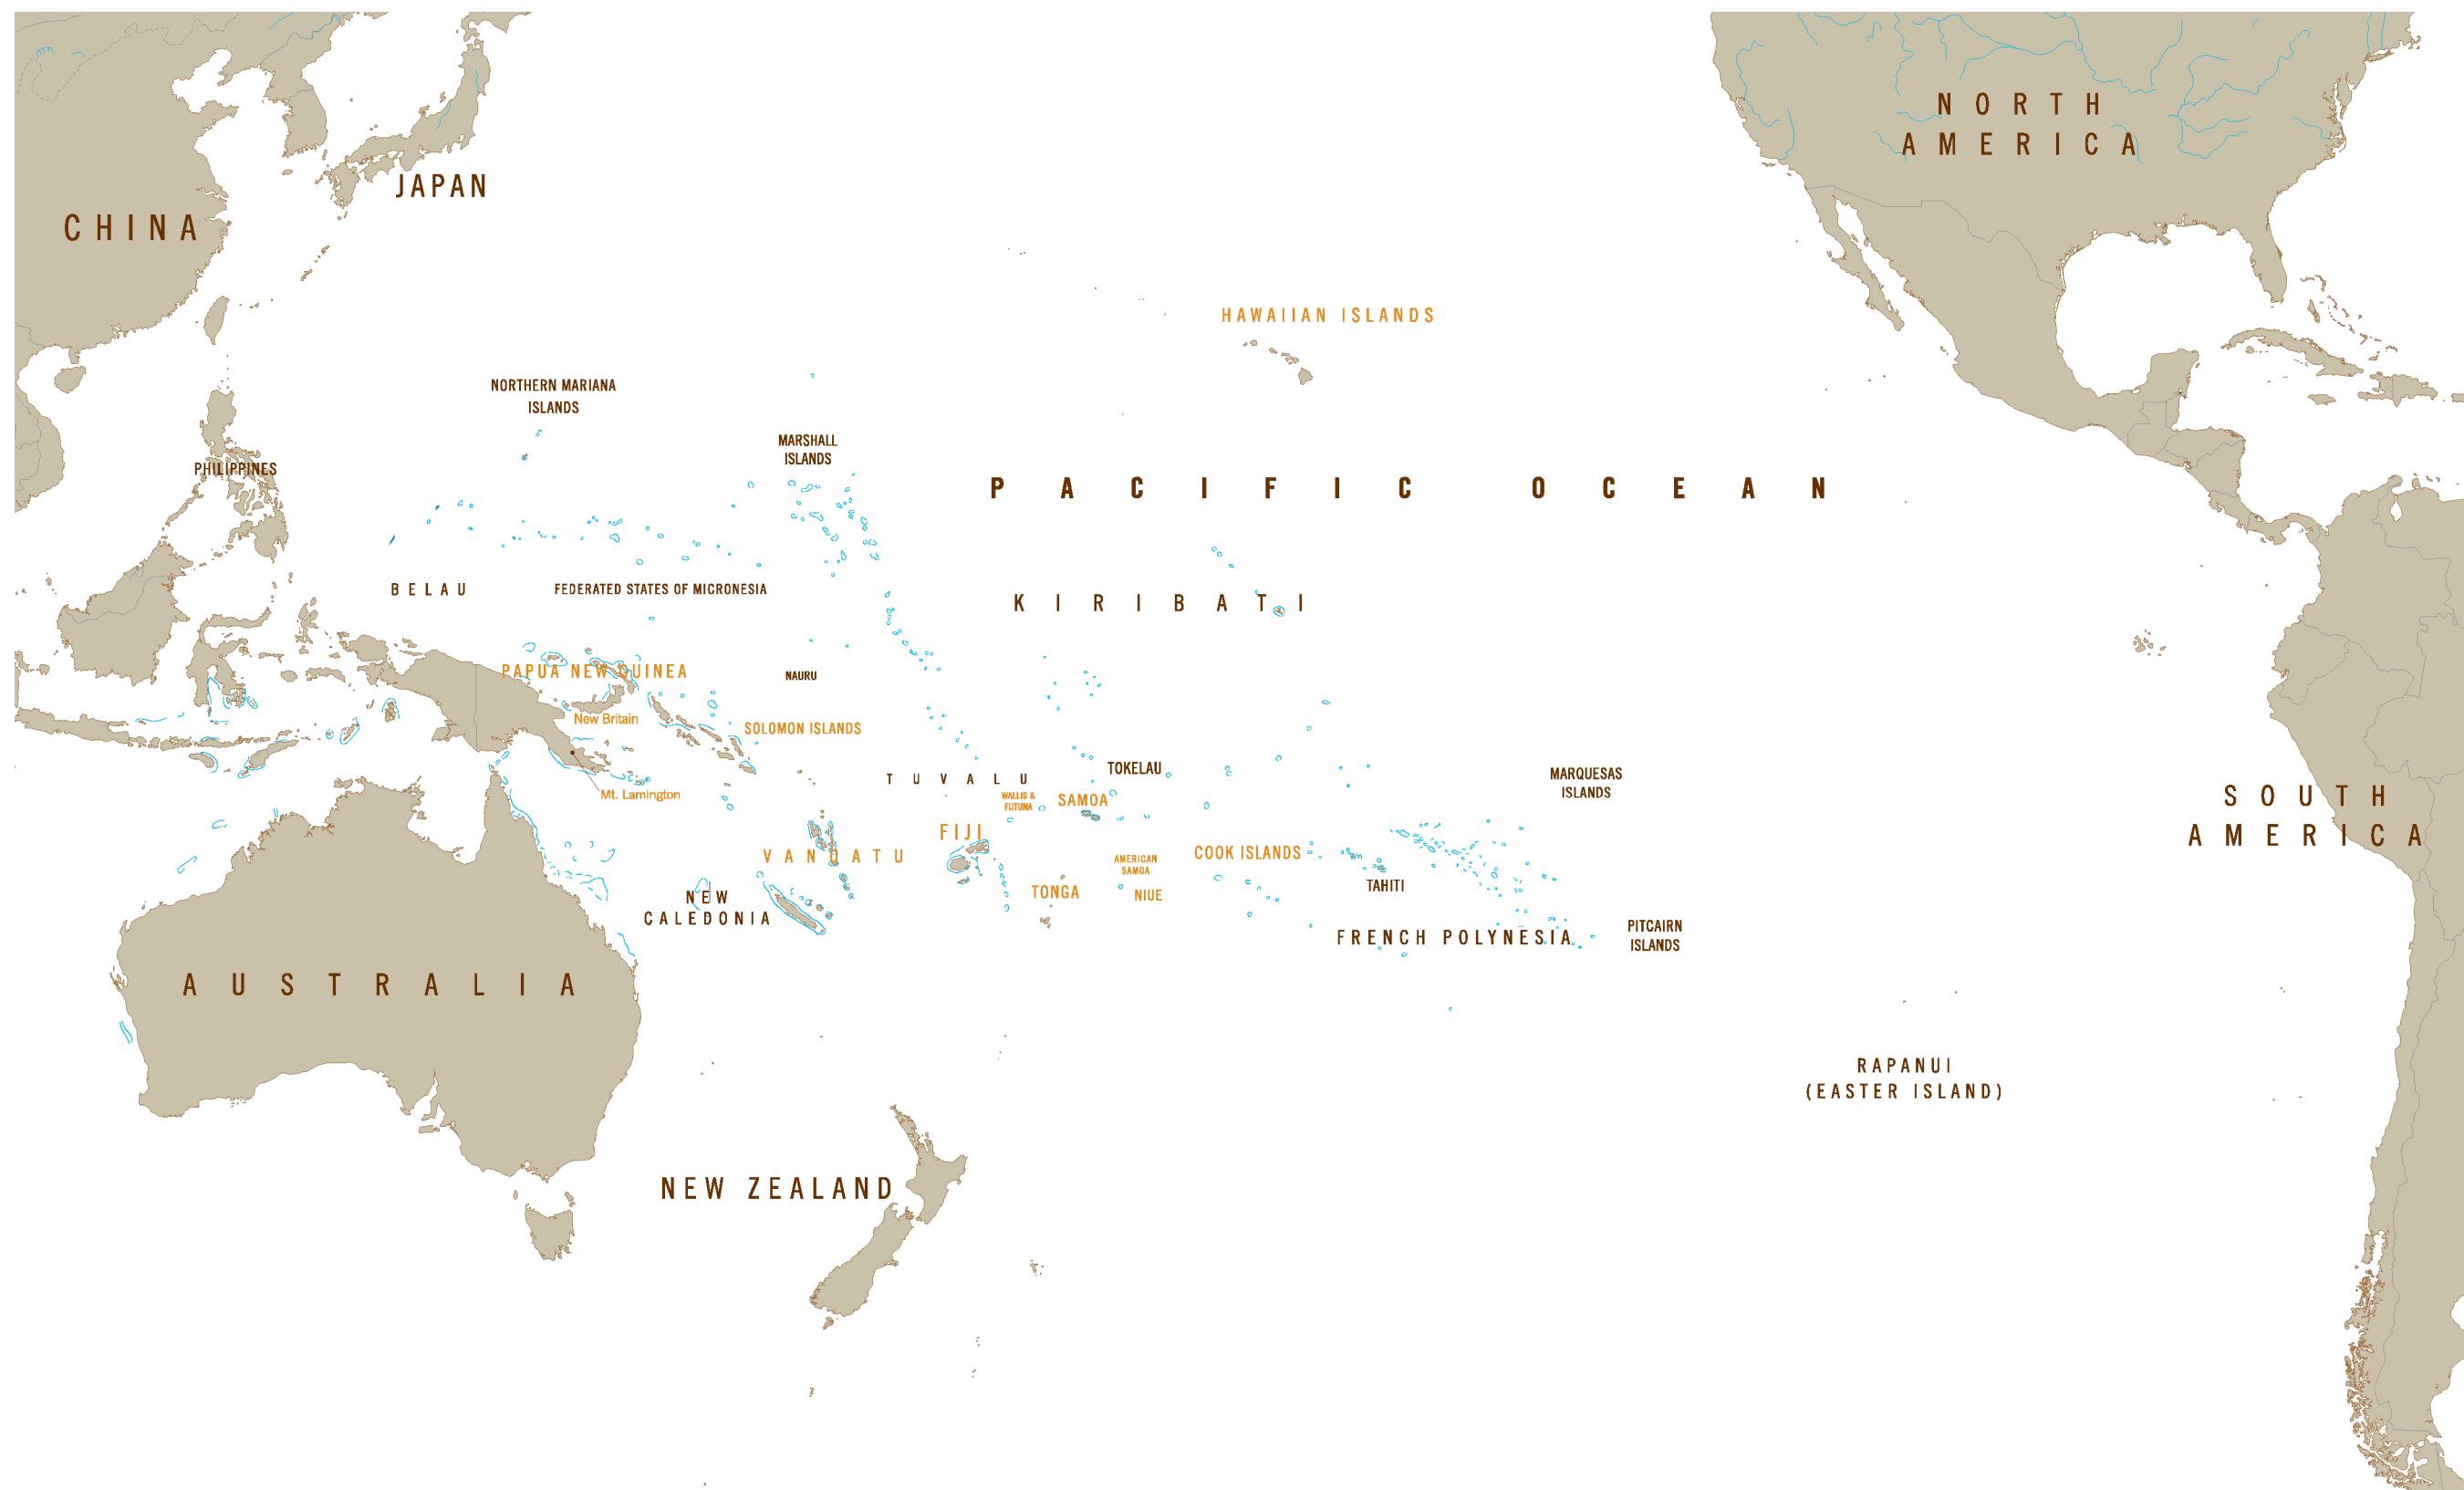 NORTH
AMERICA
JAPAN
CHINA
HAWAIIAN ISLANDS
NORTHERN MARIANA
ISLANDS
MARSHALL
ISLANDS
PHILIPPINES
PACIFIC OCEAN
BELAU
FEDERATED STATES OF MICRONESIA
KIRIBATI
PAPUA NEW GUINEA
NAURU
New Britain
SOLOMON ISLANDS
Mt. Lamington
TUVALU
TOKELAU
WALLIS &
FUTUNA
SAMOA
MARQUESAS
ISLANDS
SOUTH
AMERICA
FIJI
VANUATU
AMERICAN
SAMOA
COOK ISLANDS
TONGA
NIUE
TAHITI
NEW
CALEDONIA
FRENCH POLYNESIA
PITCAIRN
ISLANDS
AUSTRALIA
RAPANUI
(EASTER ISLAND)
NEW ZEALAND